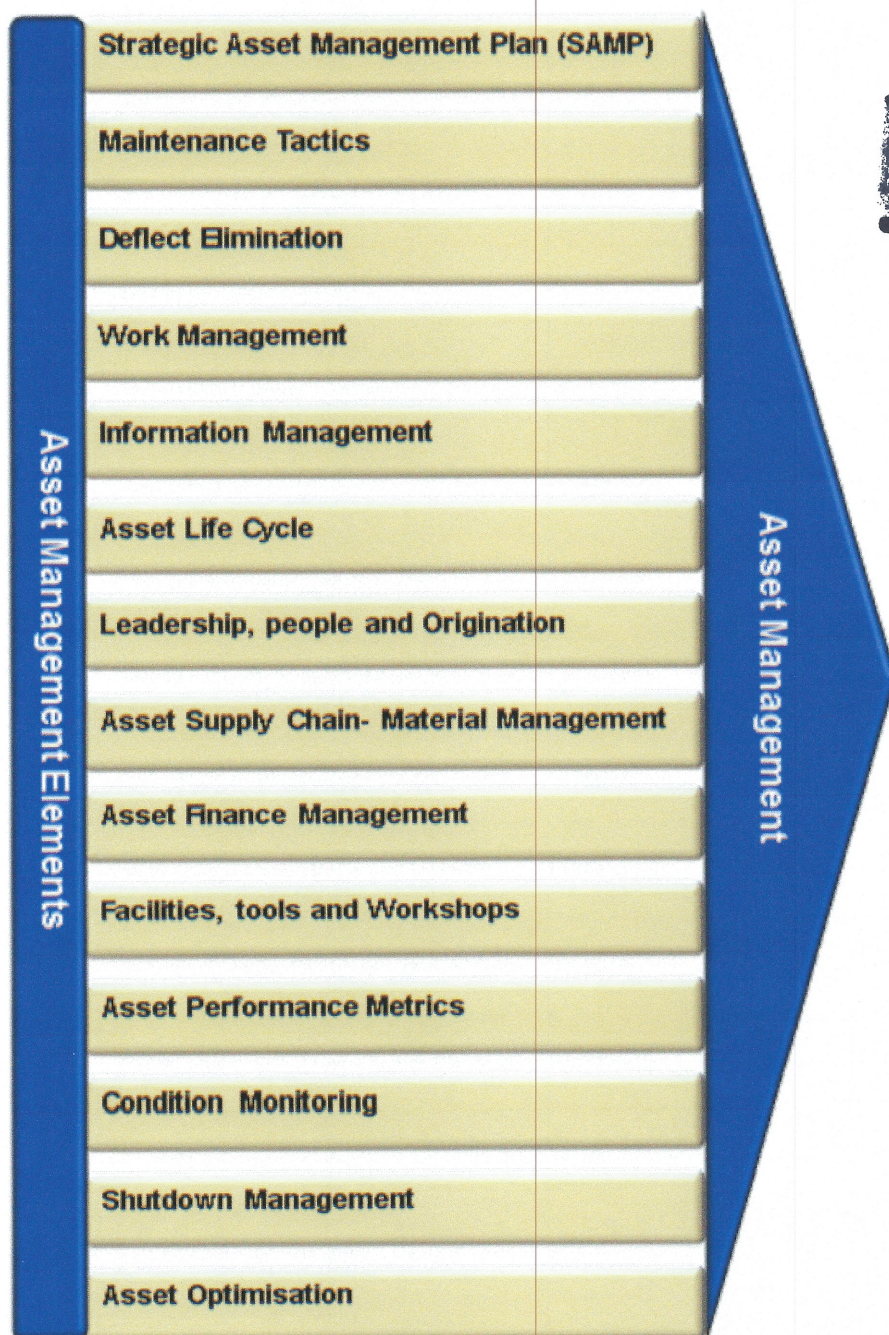 Strategic Asset Management Plan (SAMP)
Maintenance Tactics
Deflect Elimination
Work Management
Information Management
Asset Life Cycle
Leadership, people and Origination
Asset Supply Chain- Material Management
Asset Finance Management
Facilities, tools and Workshops
Asset Performance Metrics
Condition Monitoring
Shutdown Management
Asset Optimisation
Asset Management Elements
Asset Management